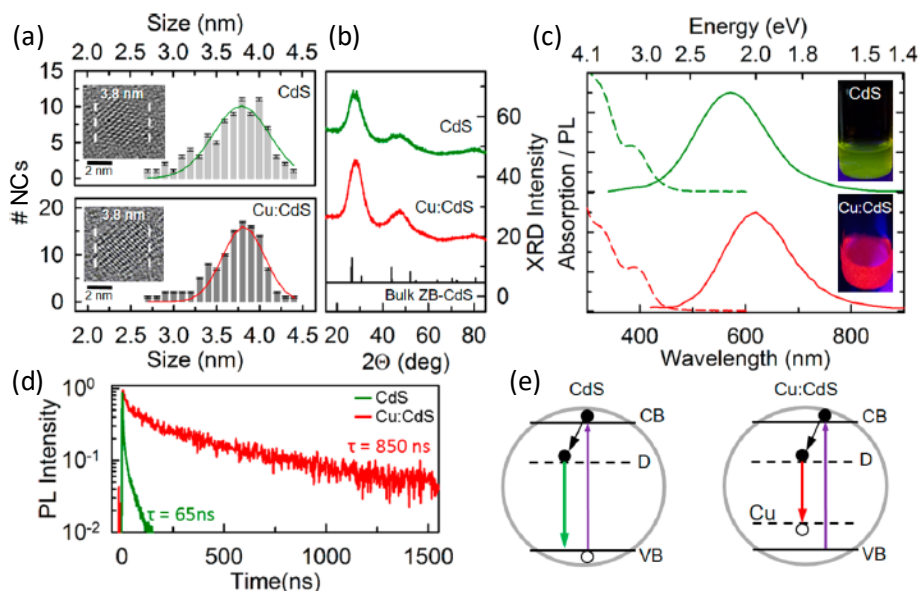 (a)
Size (nm)
2.0 2.5 3.0 3.5 4.0 4.5
15
10
5
0
3.8 nm
2 nm
CdS
# NCs
20
10
0
3.8 nm
2 nm
Cu:CdS
2.0 2.5 3.0 3.5 4.0 4.5
Size (nm)
(b)
CdS
Cu:CdS
Bulk ZB-CdS
60
40
20
0
XRD Intensity
15 40 60 80
2Θ (deg)
(c)
Energy (eV)
4.1 3.0 2.5 2.0 1.8 1.5 1.4
Absorption / PL
CdS
Cu:CdS
400 600 800
Wavelength (nm)
(d)
PL Intensity
10⁰
10⁻¹
10⁻²
CdS
Cu:CdS
τ = 850 ns
τ = 65ns
0 250 500 750 1000 1250 1500
Time(ns)
(e)
CdS
CB
D
VB
Cu:CdS
CB
D
Cu
VB